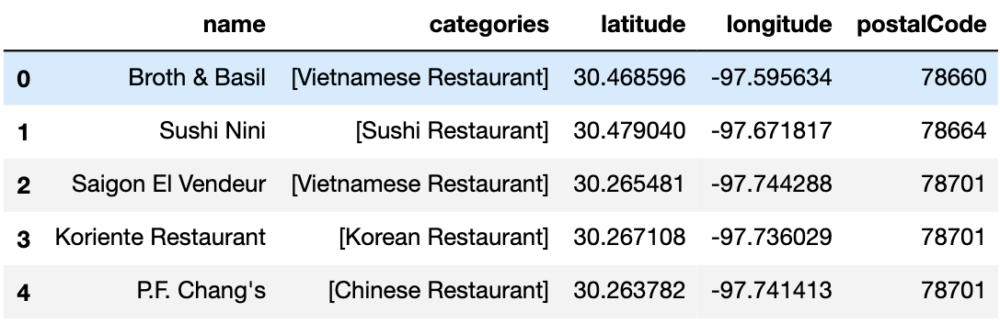 name categories latitude longitude postalCode
0 Broth & Basil [Vietnamese Restaurant] 30.468596 -97.595634 78660
1 Sushi Nini [Sushi Restaurant] 30.479040 -97.671817 78664
2 Saigon El Vendeur [Vietnamese Restaurant] 30.265481 -97.744288 78701
3 Koriente Restaurant [Korean Restaurant] 30.267108 -97.736029 78701
4 P.F. Chang's [Chinese Restaurant] 30.263782 -97.741413 78701